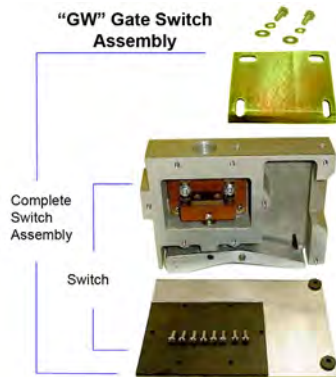 “GW” Gate Switch
Assembly
Complete
Switch
Assembly
Switch